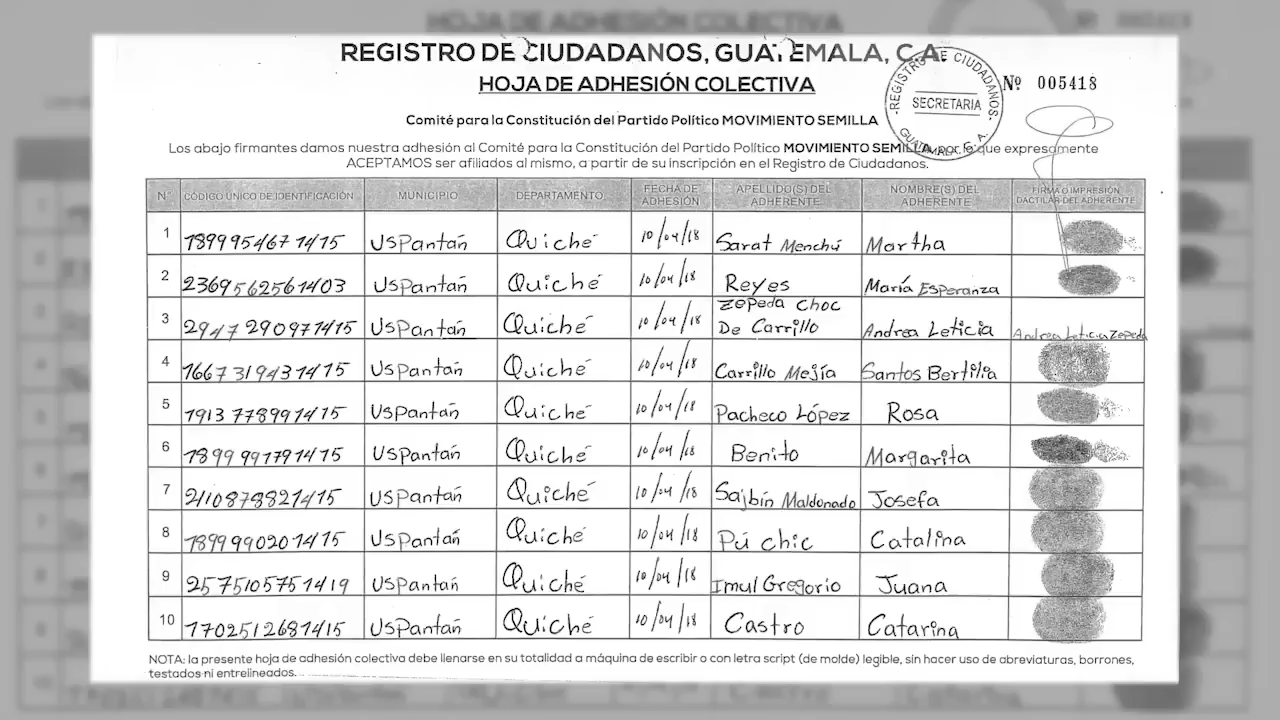 REGISTRO DE CIUDADANOS, GUATEMALA, C.A.
HOJA DE ADHESIÓN COLECTIVA
Nº 005418
REGISTRO DE CIUDADANOS
SECRETARIA
GUATEMALA C. A.
Comité para la Constitución del Partido Político MOVIMIENTO SEMILLA
Los abajo firmantes damos nuestra adhesión al Comité para la Constitución del Partido Político MOVIMIENTO SEMILLA, por lo que expresamente
ACEPTAMOS ser afiliados al mismo, a partir de su inscripción en el Registro de Ciudadanos.
Nº CÓDIGO ÚNICO DE IDENTIFICACIÓN MUNICIPIO DEPARTAMENTO FECHA DE ADHESIÓN APELLIDO(S) DEL ADHERENTE NOMBRE(S) DEL ADHERENTE FIRMA O IMPRESIÓN DACTILAR DEL ADHERENTE
1 1899954671415 USPantán Quiché 10/04/18 Sarat Menchú Martha
2 2369562561403 USPantán Quiché 10/04/18 Reyes María Esperanza
3 2947290971415 USPantán Quiché 10/04/18 Zepeda Choc De Carrillo Andrea Leticia Andrea Leticia Zepeda
4 1667319431415 USPantán Quiché 10/04/18 Carrillo Mejía Santos Bertilia
5 1913778991415 USPantán Quiché 10/04/18 Pacheco López Rosa
6 1899991791415 USPantán Quiché 10/04/18 Benito Margarita
7 2110878821415 USPantán Quiché 10/04/18 Sajbín Maldonado Josefa
8 1899990201415 USPantán Quiché 10/04/18 Pú chic Catalina
9 2575105751419 USPantán Quiché 10/04/18 Imul Gregorio Juana
10 1702512681415 USPantán Quiché 10/04/18 Castro Catarina
NOTA: la presente hoja de adhesión colectiva debe llenarse en su totalidad a máquina de escribir o con letra script (de molde) legible, sin hacer uso de abreviaturas, borrones,
testados ni entrelineados.